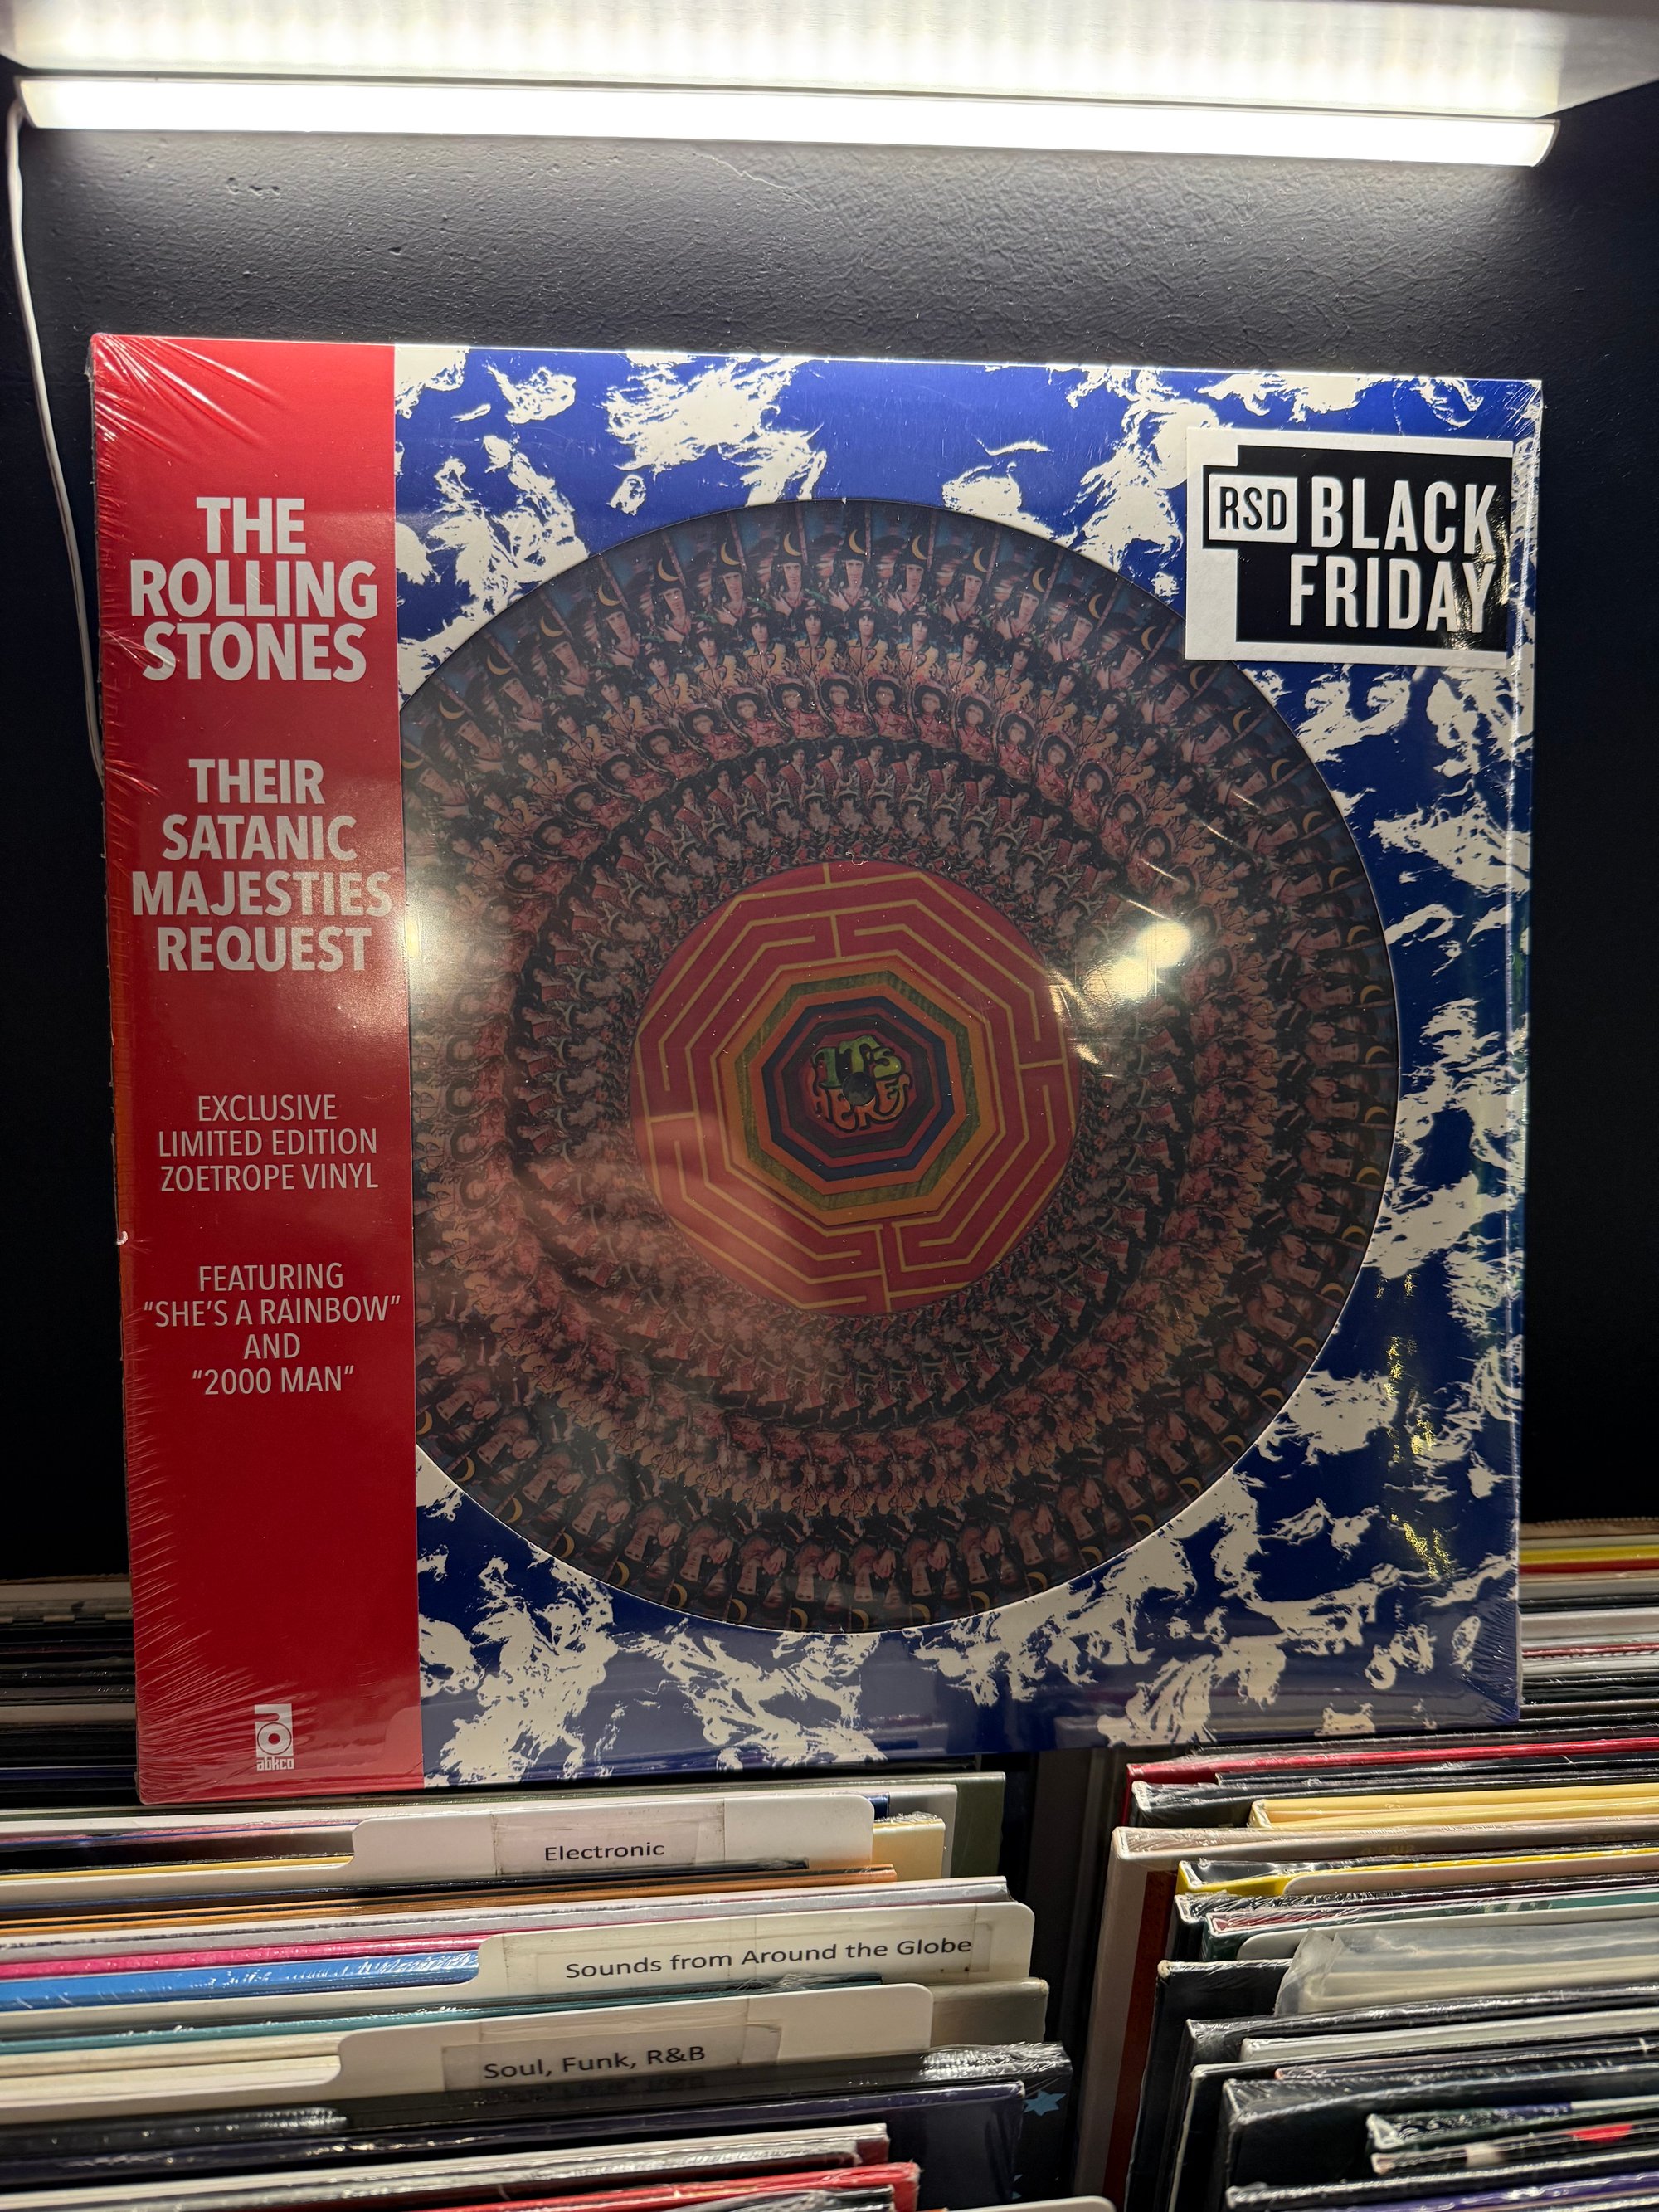 THE
ROLLING
STONES
THEIR
SATANIC
MAJESTIES
REQUEST
EXCLUSIVE
LIMITED EDITION
ZOETROPE VINYL
FEATURING
“SHE’S A RAINBOW”
AND
“2000 MAN”
abkco
RSD BLACK
FRIDAY
IT'S
HERE
Electronic
Sounds from Around the Globe
Soul, Funk, R&B